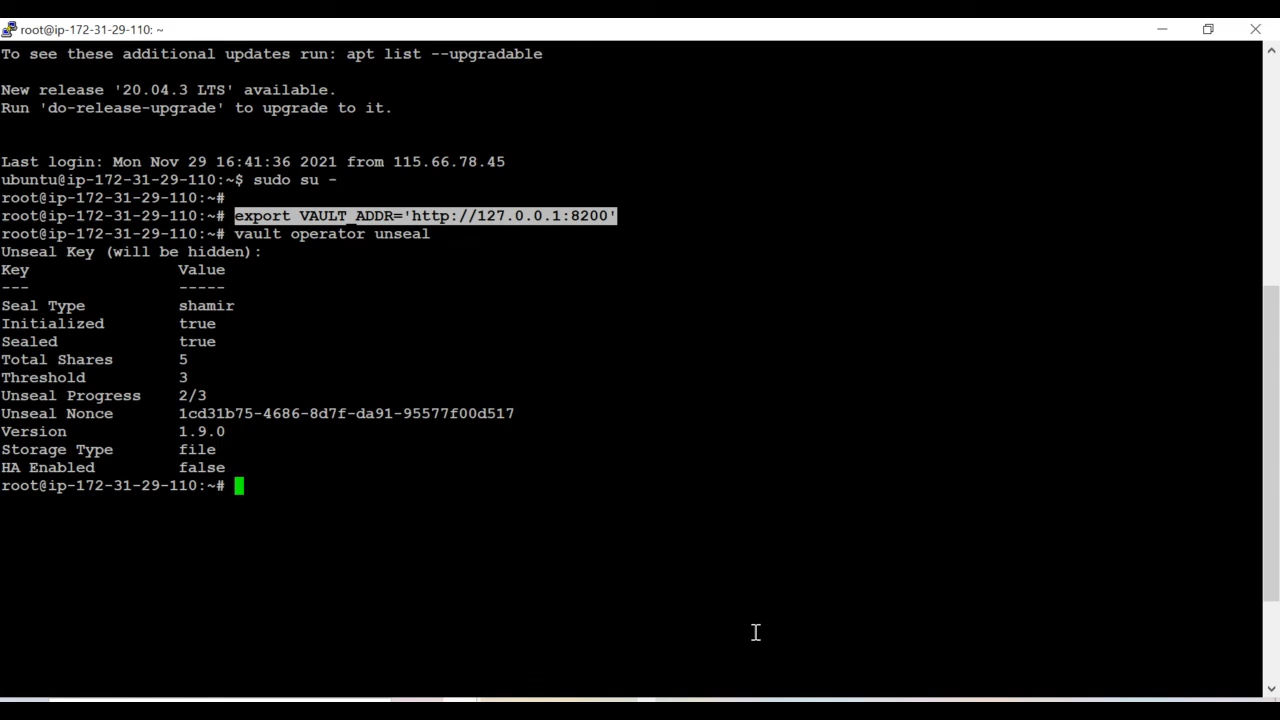 root@ip-172-31-29-110: ~
To see these additional updates run: apt list --upgradable
New release '20.04.3 LTS' available.
Run 'do-release-upgrade' to upgrade to it.
Last login: Mon Nov 29 16:41:36 2021 from 115.66.78.45
ubuntu@ip-172-31-29-110:~$ sudo su -
root@ip-172-31-29-110:~#
root@ip-172-31-29-110:~# export VAULT_ADDR='http://127.0.0.1:8200'
root@ip-172-31-29-110:~# vault operator unseal
Unseal Key (will be hidden):
Key                Value
---                -----
Seal Type          shamir
Initialized        true
Sealed             true
Total Shares       5
Threshold          3
Unseal Progress    2/3
Unseal Nonce       1cd31b75-4686-8d7f-da91-95577f00d517
Version            1.9.0
Storage Type       file
HA Enabled         false
root@ip-172-31-29-110:~#